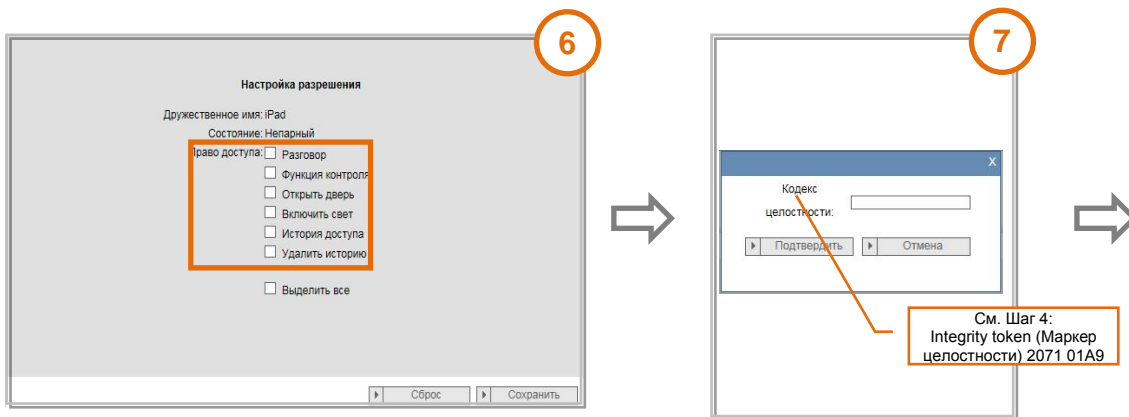 6
Настройка разрешения
Дружественное имя: iPad
Состояние: Непарный
Право доступа: Разговор
Функция контроля
Открыть дверь
Включить свет
История доступа
Удалить историю
Выделить все
Сброс Сохранить
7
X
Кодекс
целостности:
Подтвердить Отмена
См. Шаг 4:
Integrity token (Маркер
целостности) 2071 01A9